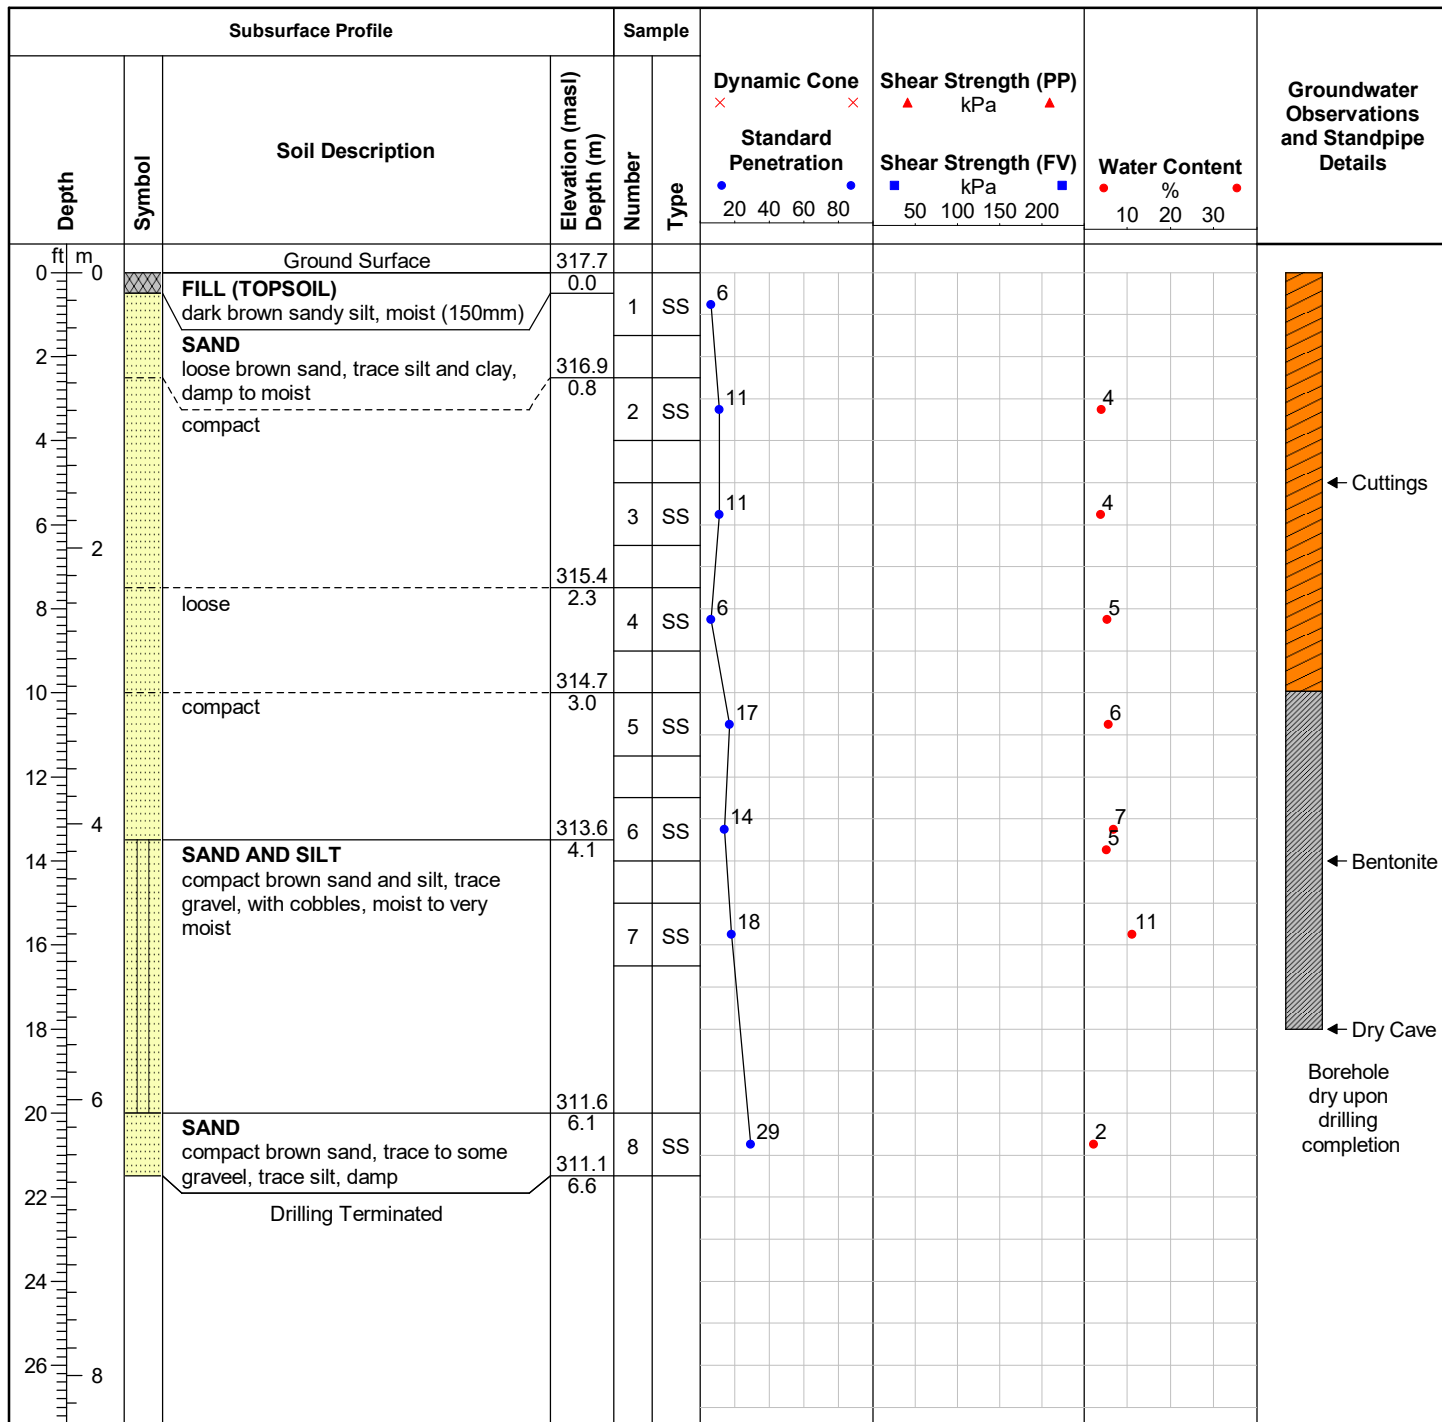 Subsurface Profile
Sample
Depth
Symbol
Soil Description
Elevation (masl)
Depth (m)
Number
Type
Dynamic Cone
Standard
Penetration
20 40 60 80
Shear Strength (PP)
kPa
Shear Strength (FV)
kPa
50 100 150 200
Water Content
%
10 20 30
Groundwater
Observations
and Standpipe
Details
ft m
0 0
2
4
6
2
8
10
12
4
14
16
18
6
20
22
24
26
8
Ground Surface
317.7
0.0
FILL (TOPSOIL)
dark brown sandy silt, moist (150mm)
SAND
loose brown sand, trace silt and clay,
damp to moist
316.9
0.8
compact
315.4
2.3
loose
314.7
3.0
compact
313.6
4.1
SAND AND SILT
compact brown sand and silt, trace
gravel, with cobbles, moist to very
moist
311.6
6.1
SAND
compact brown sand, trace to some
graveel, trace silt, damp
311.1
6.6
Drilling Terminated
1 SS
2 SS
3 SS
4 SS
5 SS
6 SS
7 SS
8 SS
6
11
11
6
17
14
18
29
4
4
5
6
7
5
11
2
Cuttings
Bentonite
Dry Cave
Borehole
dry upon
drilling
completion